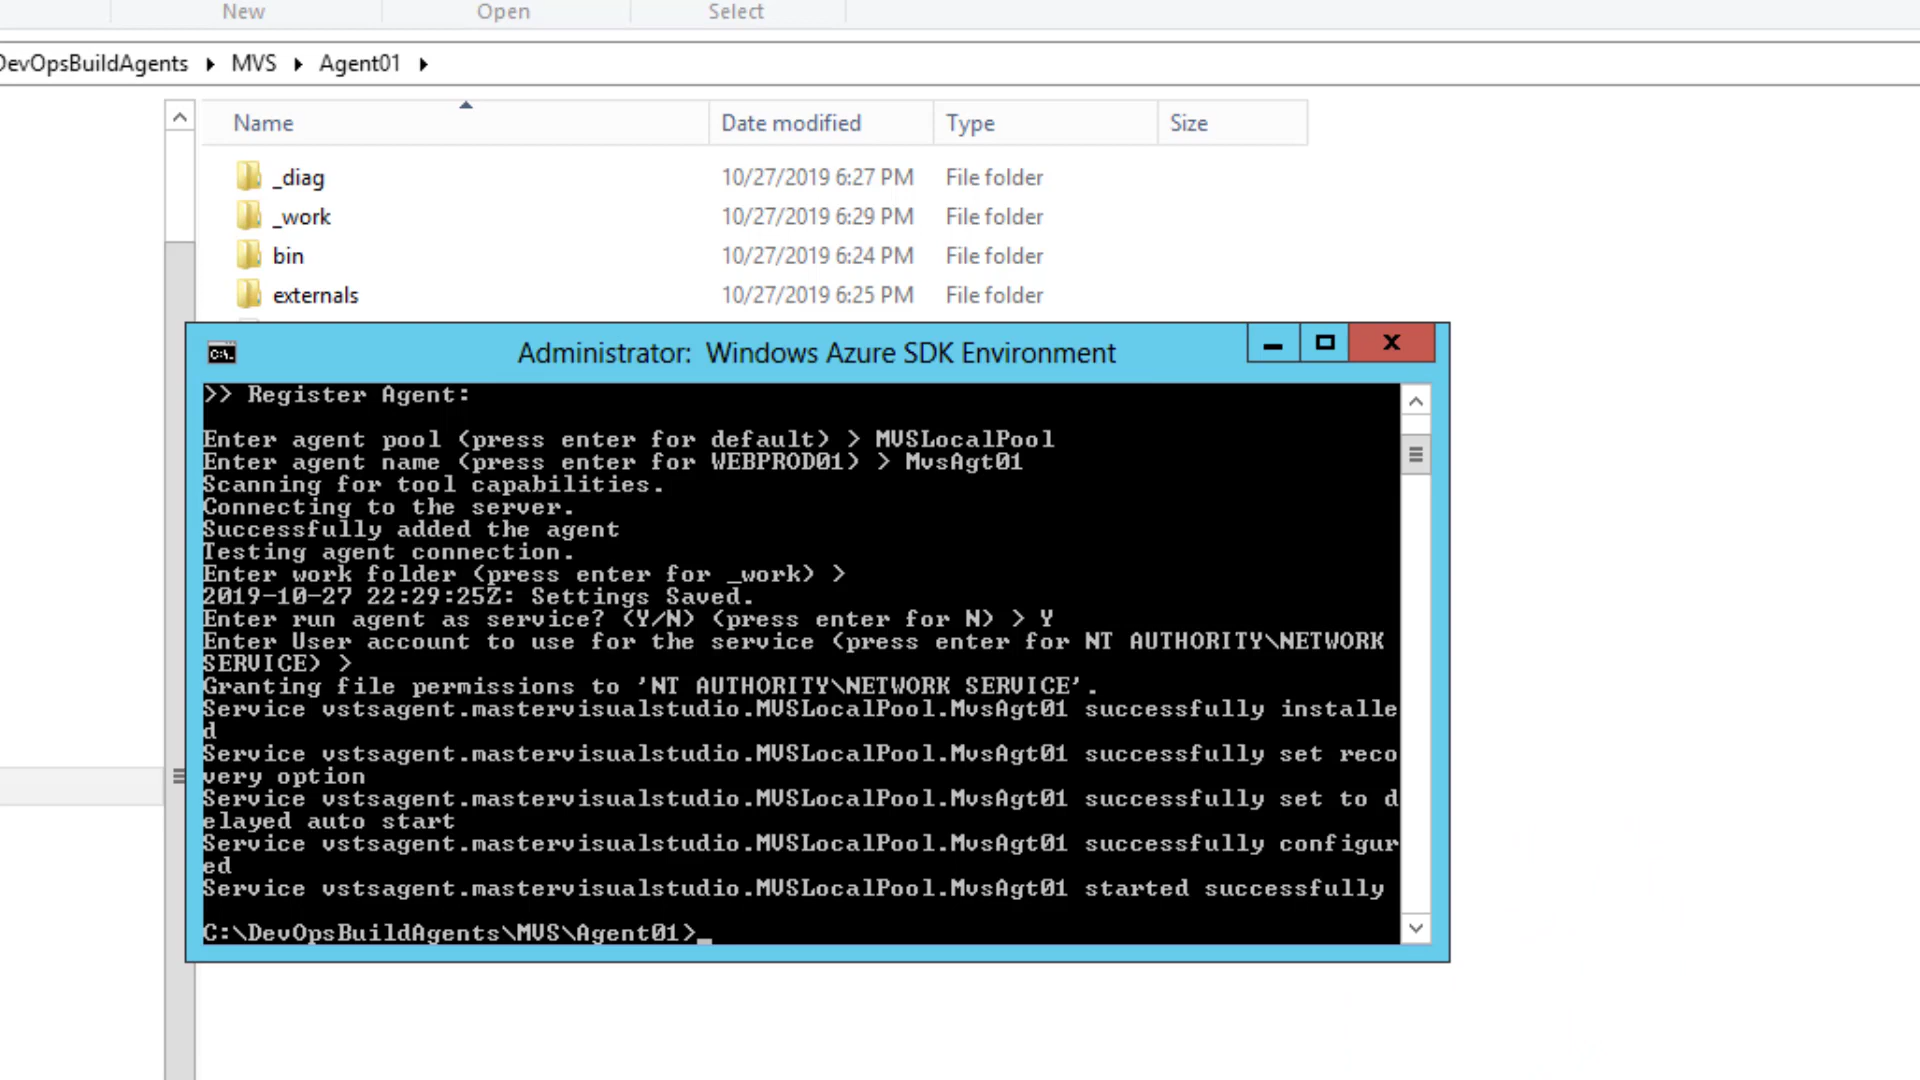 New Open Select
DevOpsBuildAgents MVS Agent01
Name Date modified Type Size
_diag 10/27/2019 6:27 PM File folder
_work 10/27/2019 6:29 PM File folder
bin 10/27/2019 6:24 PM File folder
externals 10/27/2019 6:25 PM File folder
C:\. Administrator: Windows Azure SDK Environment
>> Register Agent:
Enter agent pool (press enter for default) > MVSLocalPool
Enter agent name (press enter for WEBPROD01) > MvsAgt01
Scanning for tool capabilities.
Connecting to the server.
Successfully added the agent
Testing agent connection.
Enter work folder (press enter for _work) >
2019-10-27 22:29:25Z: Settings Saved.
Enter run agent as service? (Y/N) (press enter for N) > Y
Enter User account to use for the service (press enter for NT AUTHORITY\NETWORK
SERVICE) >
Granting file permissions to 'NT AUTHORITY\NETWORK SERVICE'.
Service vstsagent.mastervisualstudio.MVSLocalPool.MvsAgt01 successfully installe
d
Service vstsagent.mastervisualstudio.MVSLocalPool.MvsAgt01 successfully set reco
very option
Service vstsagent.mastervisualstudio.MVSLocalPool.MvsAgt01 successfully set to d
elayed auto start
Service vstsagent.mastervisualstudio.MVSLocalPool.MvsAgt01 successfully configur
ed
Service vstsagent.mastervisualstudio.MVSLocalPool.MvsAgt01 started successfully
C:\DevOpsBuildAgents\MVS\Agent01>_